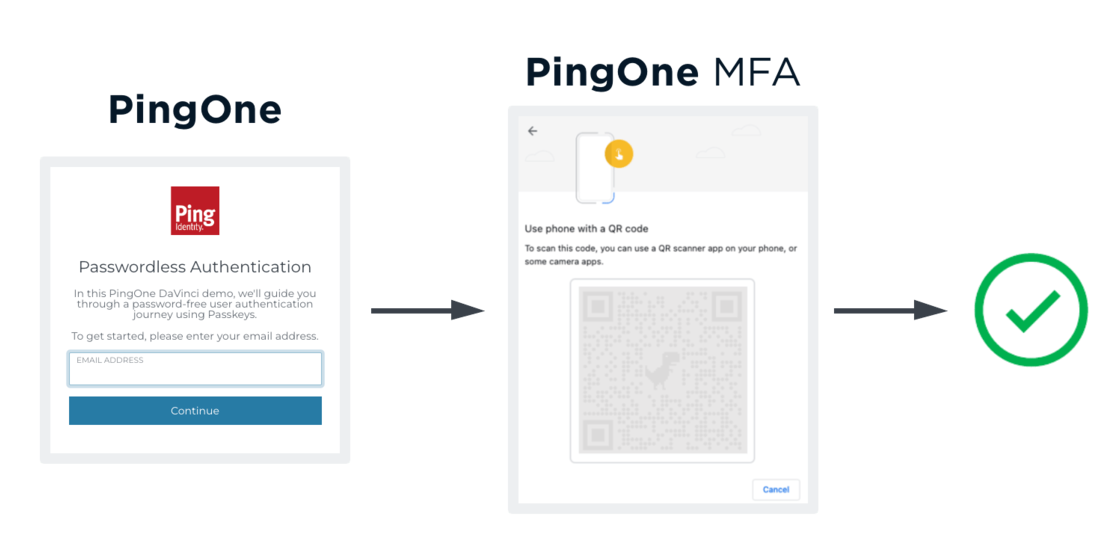 PingOne
Ping
Identity.
Passwordless Authentication
In this PingOne DaVinci demo, we'll guide you
through a password-free user authentication
journey using Passkeys.
To get started, please enter your email address.
EMAIL ADDRESS
Continue
PingOne MFA
Use phone with a QR code
To scan this code, you can use a QR scanner app on your phone, or
some camera apps.
Cancel